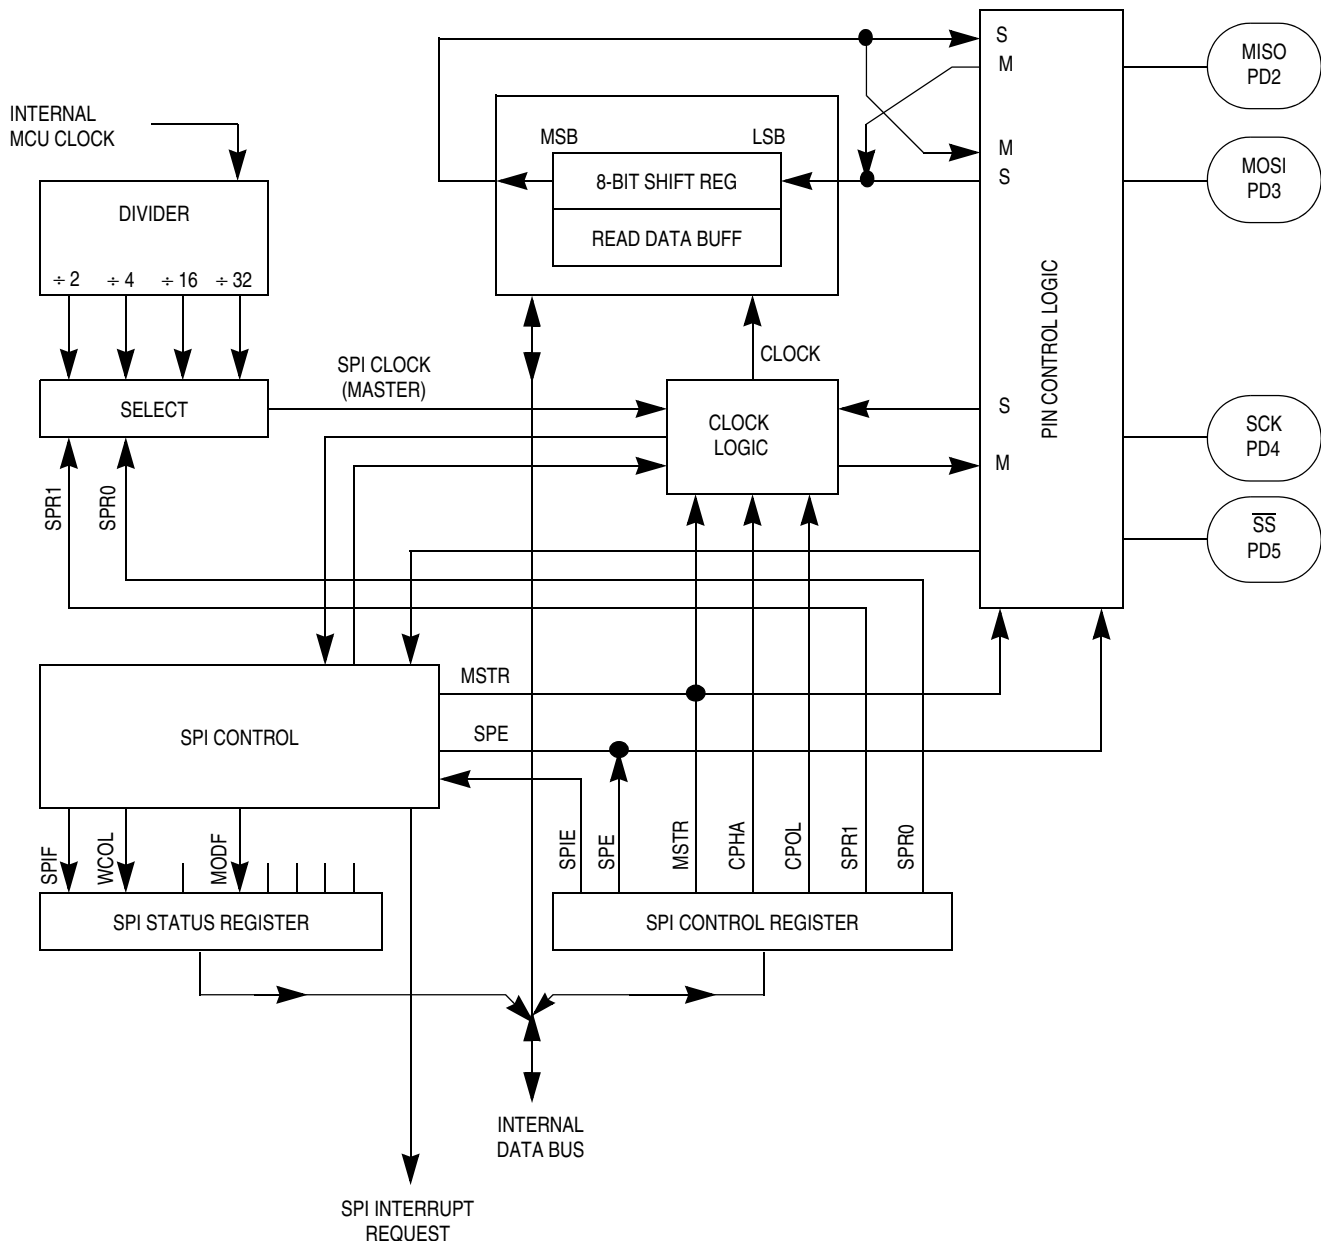 S
M
MISO
PD2
INTERNAL
MCU CLOCK
MSB
LSB
M
S
MOSI
PD3
8-BIT SHIFT REG
READ DATA BUFF
DIVIDER
÷ 2 ÷ 4 ÷ 16 ÷ 32
PIN CONTROL LOGIC
CLOCK
SPI CLOCK
(MASTER)
SELECT
CLOCK
LOGIC
S
M
SCK
PD4
SPR1
SPR0
SS
PD5
MSTR
SPI CONTROL
SPE
SPIF
WCOL
MODF
SPIE
SPE
MSTR
CPHA
CPOL
SPR1
SPR0
SPI STATUS REGISTER
SPI CONTROL REGISTER
INTERNAL
DATA BUS
SPI INTERRUPT
REQUEST